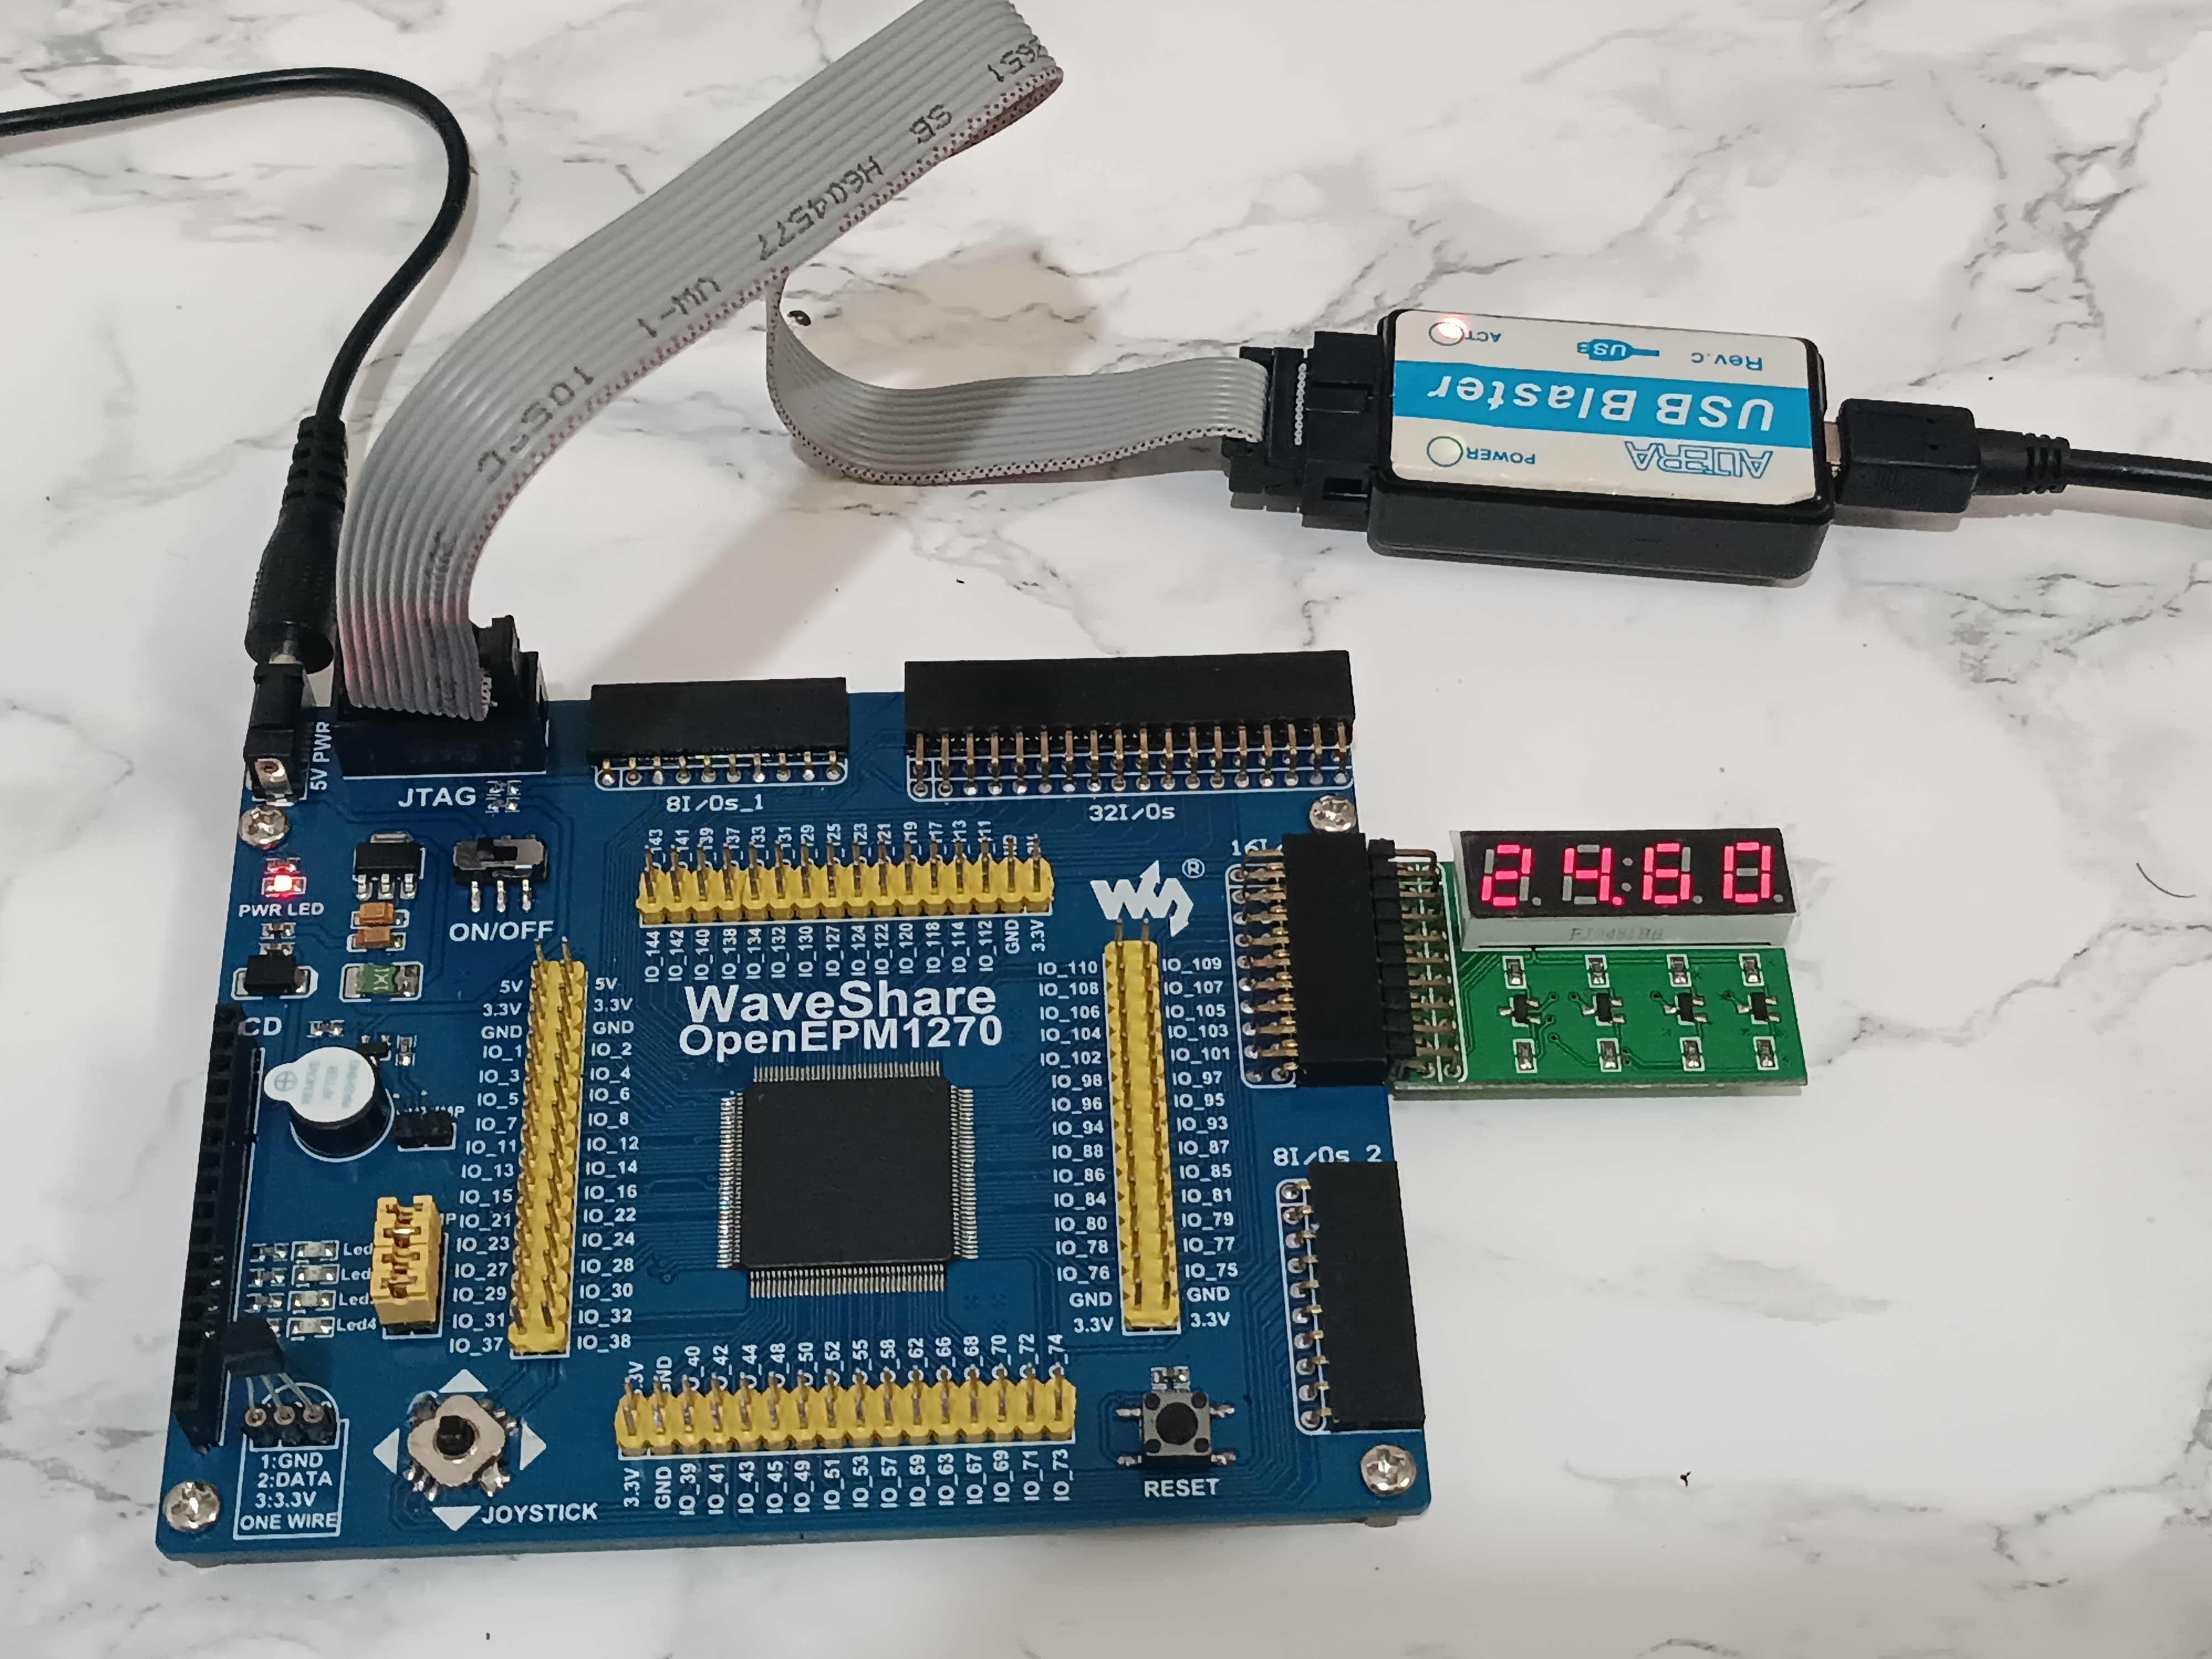 2651
SB
H6Q4577
VW-1
105°C
ACT
USB
Rev.C
USB Blaster
POWER
ALTERA
5V PWR
JTAG
8I/Os_1
32I/Os
PWR LED
ON/OFF
IO_144 IO_142 IO_140 IO_138 IO_134 IO_132 IO_130 IO_127 IO_124 IO_122 IO_120 IO_118 IO_114 IO_112 GND 3.3V
®
24.60
WaveShare
OpenEPM1270
5V 5V
3.3V 3.3V
GND GND
IO_1 IO_2
IO_3 IO_4
IO_5 IO_6
IO_7 IO_8
IO_11 IO_12
IO_13 IO_14
IO_15 IO_16
IO_21 IO_22
IO_23 IO_24
IO_27 IO_28
IO_29 IO_30
IO_31 IO_32
IO_37 IO_38
IO_110 IO_109
IO_108 IO_107
IO_106 IO_105
IO_104 IO_103
IO_102 IO_101
IO_98 IO_97
IO_96 IO_95
IO_94 IO_93
IO_88 IO_87
IO_86 IO_85
IO_84 IO_81
IO_80 IO_79
IO_78 IO_77
IO_76 IO_75
GND GND
3.3V 3.3V
8I/Os_2
Led4
3.3V GND IO_39 IO_41 IO_43 IO_45 IO_49 IO_51 IO_53 IO_57 IO_59 IO_63 IO_67 IO_69 IO_71 IO_73
1:GND
2:DATA
3:3.3V
ONE WIRE
JOYSTICK
RESET